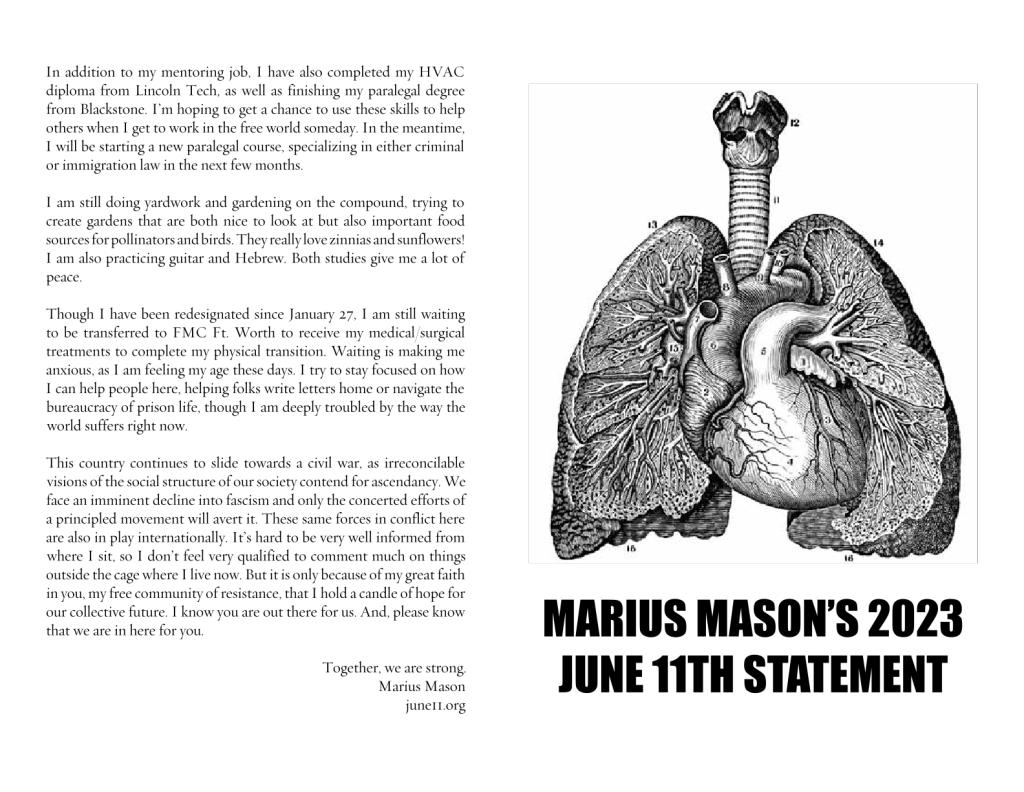 In addition to my mentoring job, I have also completed my HVAC
diploma from Lincoln Tech, as well as finishing my paralegal degree
from Blackstone. I'm hoping to get a chance to use these skills to help
others when I get to work in the free world someday. In the meantime,
I will be starting a new paralegal course, specializing in either criminal
or immigration law in the next few months.
I am still doing yardwork and gardening on the compound, trying to
create gardens that are both nice to look at but also important food
sources for pollinators and birds. They really love zinnias and sunflowers!
I am also practicing guitar and Hebrew. Both studies give me a lot of
peace.
Though I have been redesignated since January 27, I am still waiting
to be transferred to FMC Ft. Worth to receive my medical/surgical
treatments to complete my physical transition. Waiting is making me
anxious, as I am feeling my age these days. I try to stay focused on how
I can help people here, helping folks write letters home or navigate the
bureaucracy of prison life, though I am deeply troubled by the way the
world suffers right now.
This country continues to slide towards a civil war, as irreconcilable
visions of the social structure of our society contend for ascendancy. We
face an imminent decline into fascism and only the concerted efforts of
a principled movement will avert it. These same forces in conflict here
are also in play internationally. It's hard to be very well informed from
where I sit, so I don't feel very qualified to comment much on things
outside the cage where I live now. But it is only because of my great faith
in you, my free community of resistance, that I hold a candle of hope for
our collective future. I know you are out there for us. And, please know
that we are in here for you.
Together, we are strong,
Marius Mason
june11.org
12
11
13
14
10
9
8
15
6
5
1
2
3
4
16
16
MARIUS MASON'S 2023
JUNE 11TH STATEMENT